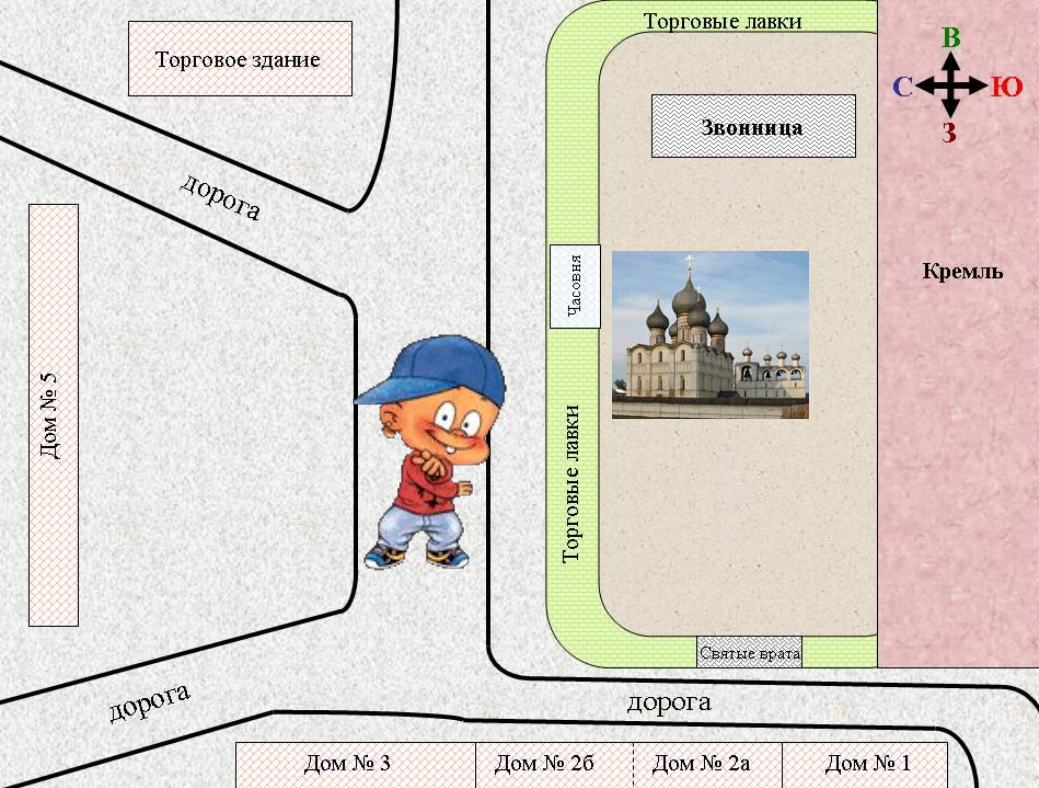 Торговые лавки
В
Торговое здание
С
Ю
Звонница
З
дорога
Часовня
Кремль
Дом № 5
Торговые лавки
Святые врата
дорога
дорога
Дом № 3
Дом № 2б
Дом № 2а
Дом № 1